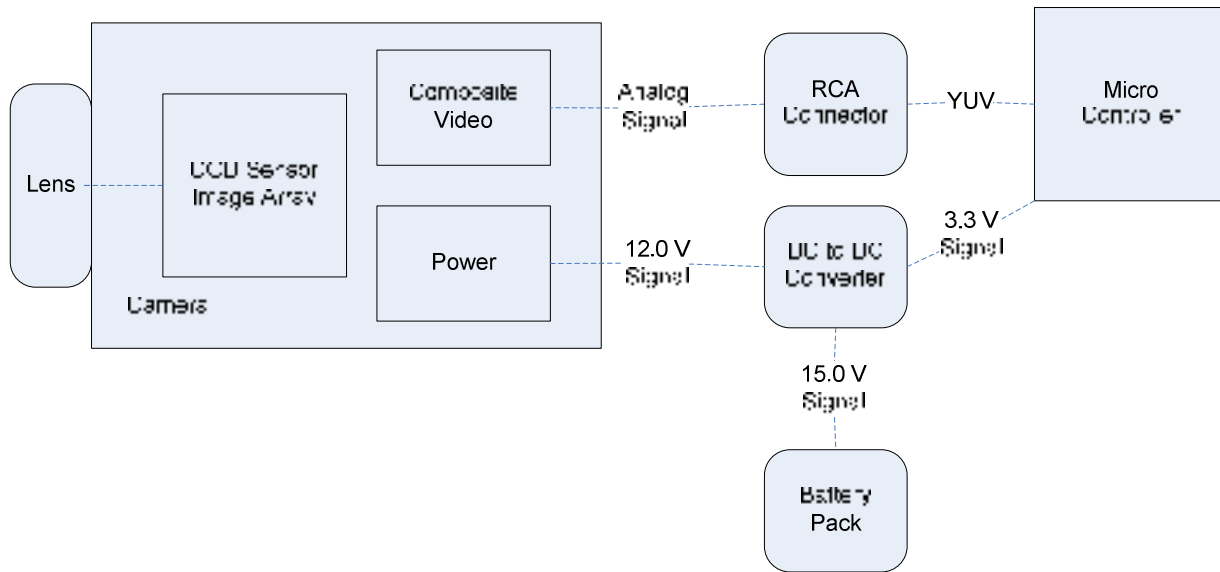 Lens
CCD Sensor
Image Array
Camera
Composite
Video
Power
Analog
Signal
12.0 V
Signal
RCA
Connector
DC to DC
Converter
15.0 V
Signal
Battery
Pack
YUV
3.3 V
Signal
Micro
Controller